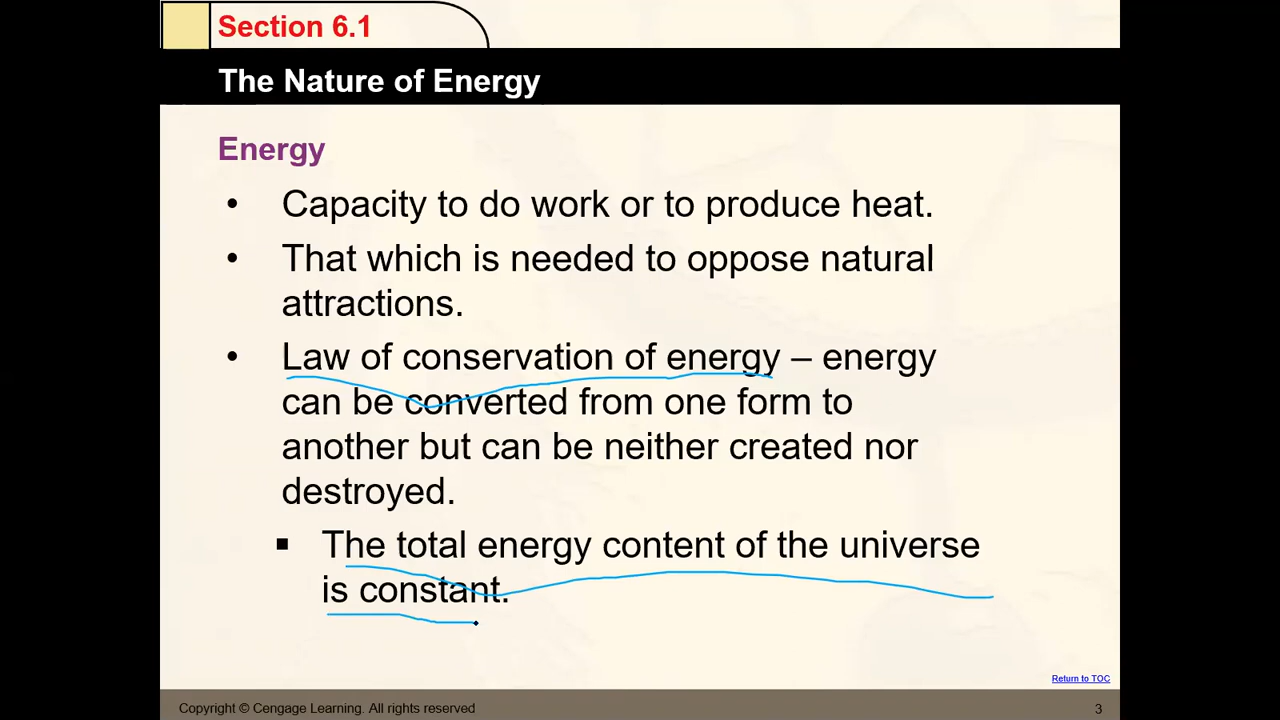 Section 6.1
The Nature of Energy
Energy
• Capacity to do work or to produce heat.
• That which is needed to oppose natural
attractions.
• Law of conservation of energy – energy
can be converted from one form to
another but can be neither created nor
destroyed.
▪ The total energy content of the universe
is constant.
Return to TOC
Copyright © Cengage Learning. All rights reserved 3